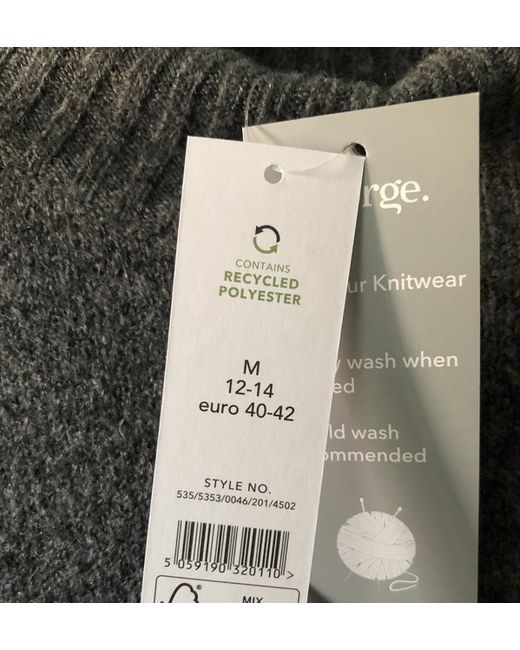 rge.
ur Knitwear
wash when
ed
ld wash
ommended
CONTAINS
RECYCLED
POLYESTER
M
12-14
euro 40-42
STYLE NO.
535/5353/0046/201/4502
5 059190 320110 >
MIX